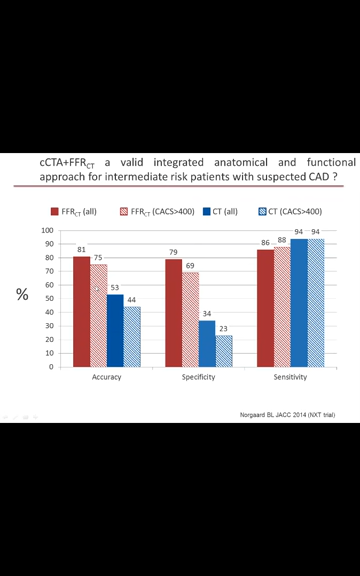 cCTA+FFRCT a valid integrated anatomical and functional
approach for intermediate risk patients with suspected CAD ?
FFRCT (all) FFRCT (CACS>400) CT (all) CT (CACS>400)
100
90
80
70
60
50
40
30
20
10
0
%
81 75 53 44
79 69 34 23
86 88 94 94
Accuracy Specificity Sensitivity
Norgaard BL JACC 2014 (NXT trial)